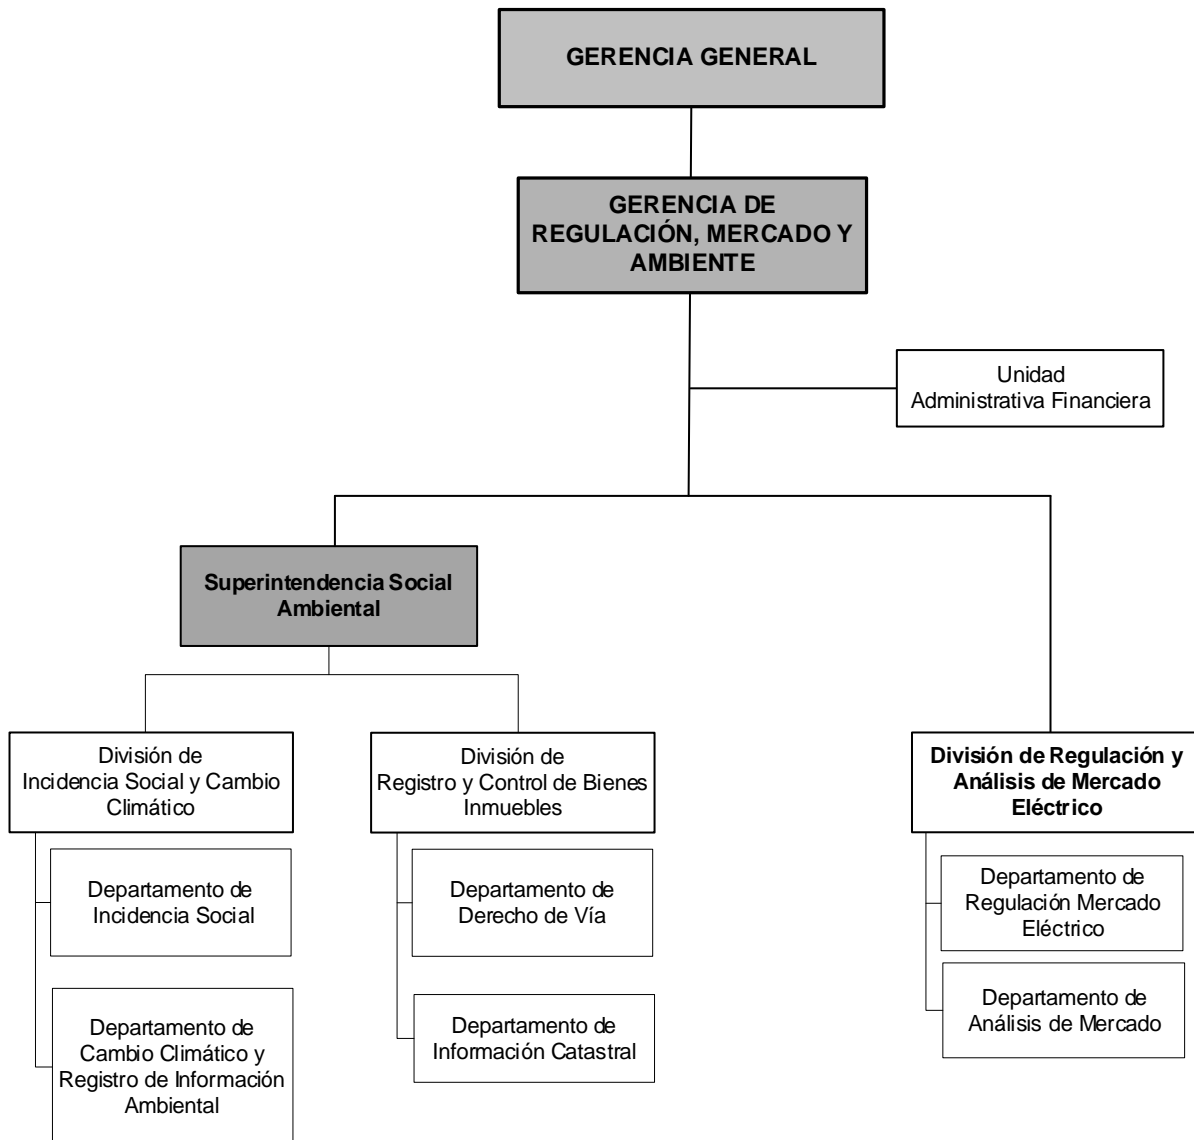 GERENCIA GENERAL
GERENCIA DE
REGULACIÓN, MERCADO Y
AMBIENTE
Unidad
Administrativa Financiera
Superintendencia Social
Ambiental
División de
Incidencia Social y Cambio
Climático
División de
Registro y Control de Bienes
Inmuebles
División de Regulación y
Análisis de Mercado
Eléctrico
Departamento de
Incidencia Social
Departamento de
Derecho de Vía
Departamento de
Regulación Mercado
Eléctrico
Departamento de
Cambio Climático y
Registro de Información
Ambiental
Departamento de
Información Catastral
Departamento de
Análisis de Mercado